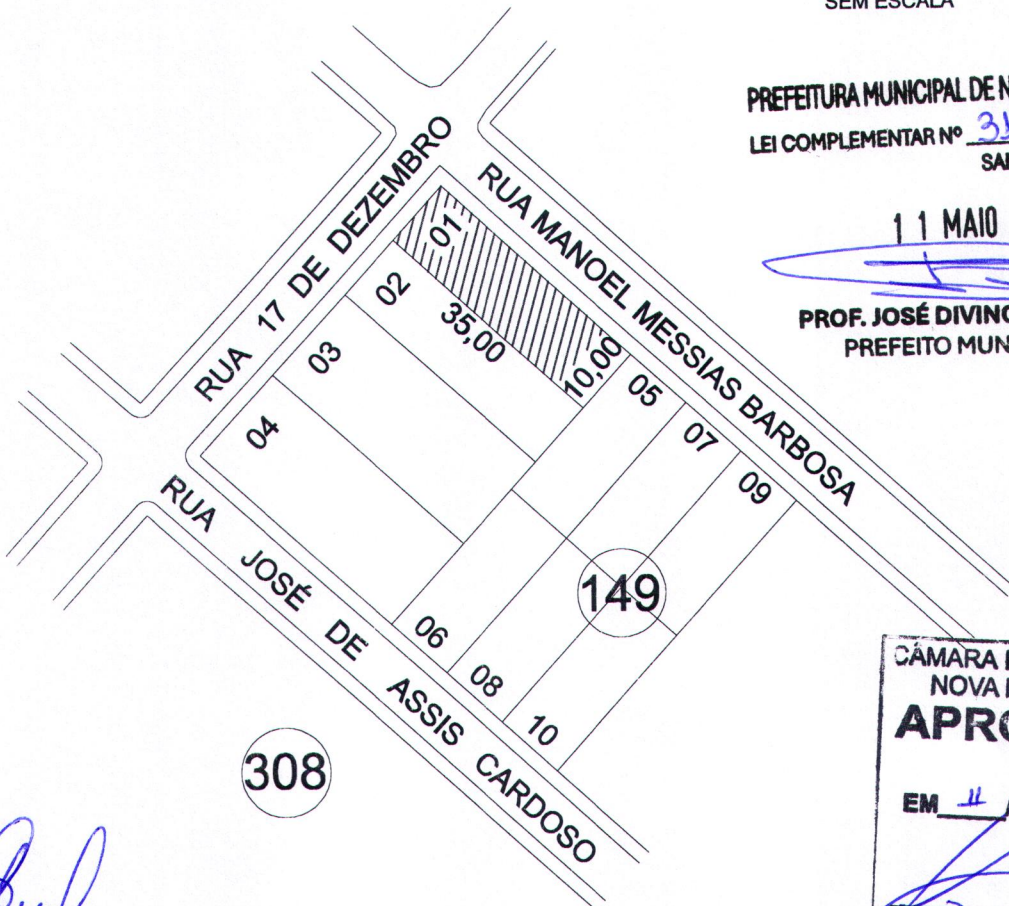 SEM ESCALA
PREFEITURA MUNICIPAL DE N
LEI COMPLEMENTAR Nº 31
SAN
11 MAIO
PROF. JOSÉ DIVINO
PREFEITO MUN
RUA 17 DE DEZEMBRO
RUA MANOEL MESSIAS BARBOSA
01
02
35,00
10,00
03
04
05
07
09
149
06
08
10
RUA JOSÉ DE ASSIS CARDOSO
308
CÂMARA
NOVA
APRO
EM 11